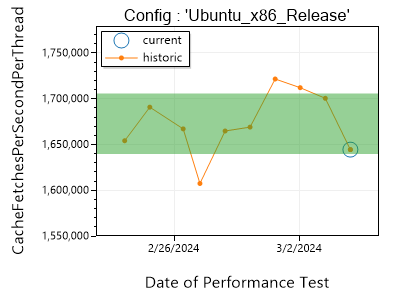 Config : 'Ubuntu_x86_Release'
CacheFetchesPerSecondPerThread
current
historic
1,750,000
1,700,000
1,650,000
1,600,000
1,550,000
2/26/2024 3/2/2024
Date of Performance Test